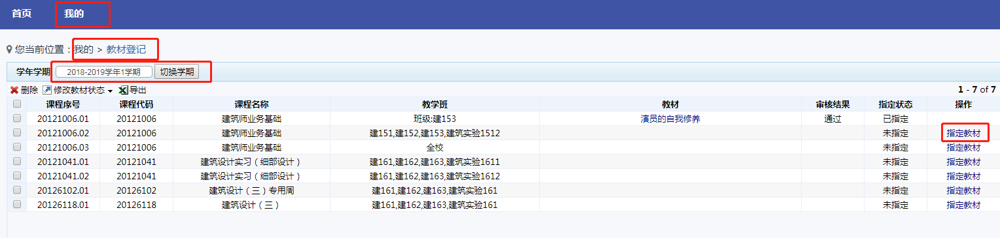 首页 我的
您当前位置：我的 > 教材登记
学年学期 2018-2019学年1学期 切换学期
删除 修改教材状态 导出 1 - 7 of 7
课程序号 课程代码 课程名称 教学班 教材 审核结果 指定状态 操作
20121006.01 20121006 建筑师业务基础 班级:建153 演员的自我修养 通过 已指定
20121006.02 20121006 建筑师业务基础 建151,建152,建153,建筑实验1512 未指定 指定教材
20121006.03 20121006 建筑师业务基础 全校 未指定 指定教材
20121041.01 20121041 建筑设计实习（细部设计） 建161,建162,建163,建筑实验1611 未指定 指定教材
20121041.02 20121041 建筑设计实习（细部设计） 建161,建162,建163,建筑实验1612 未指定 指定教材
20126102.01 20126102 建筑设计（三）专用周 建161,建162,建163,建筑实验161 未指定 指定教材
20126118.01 20126118 建筑设计（三） 建161,建162,建163,建筑实验161 未指定 指定教材